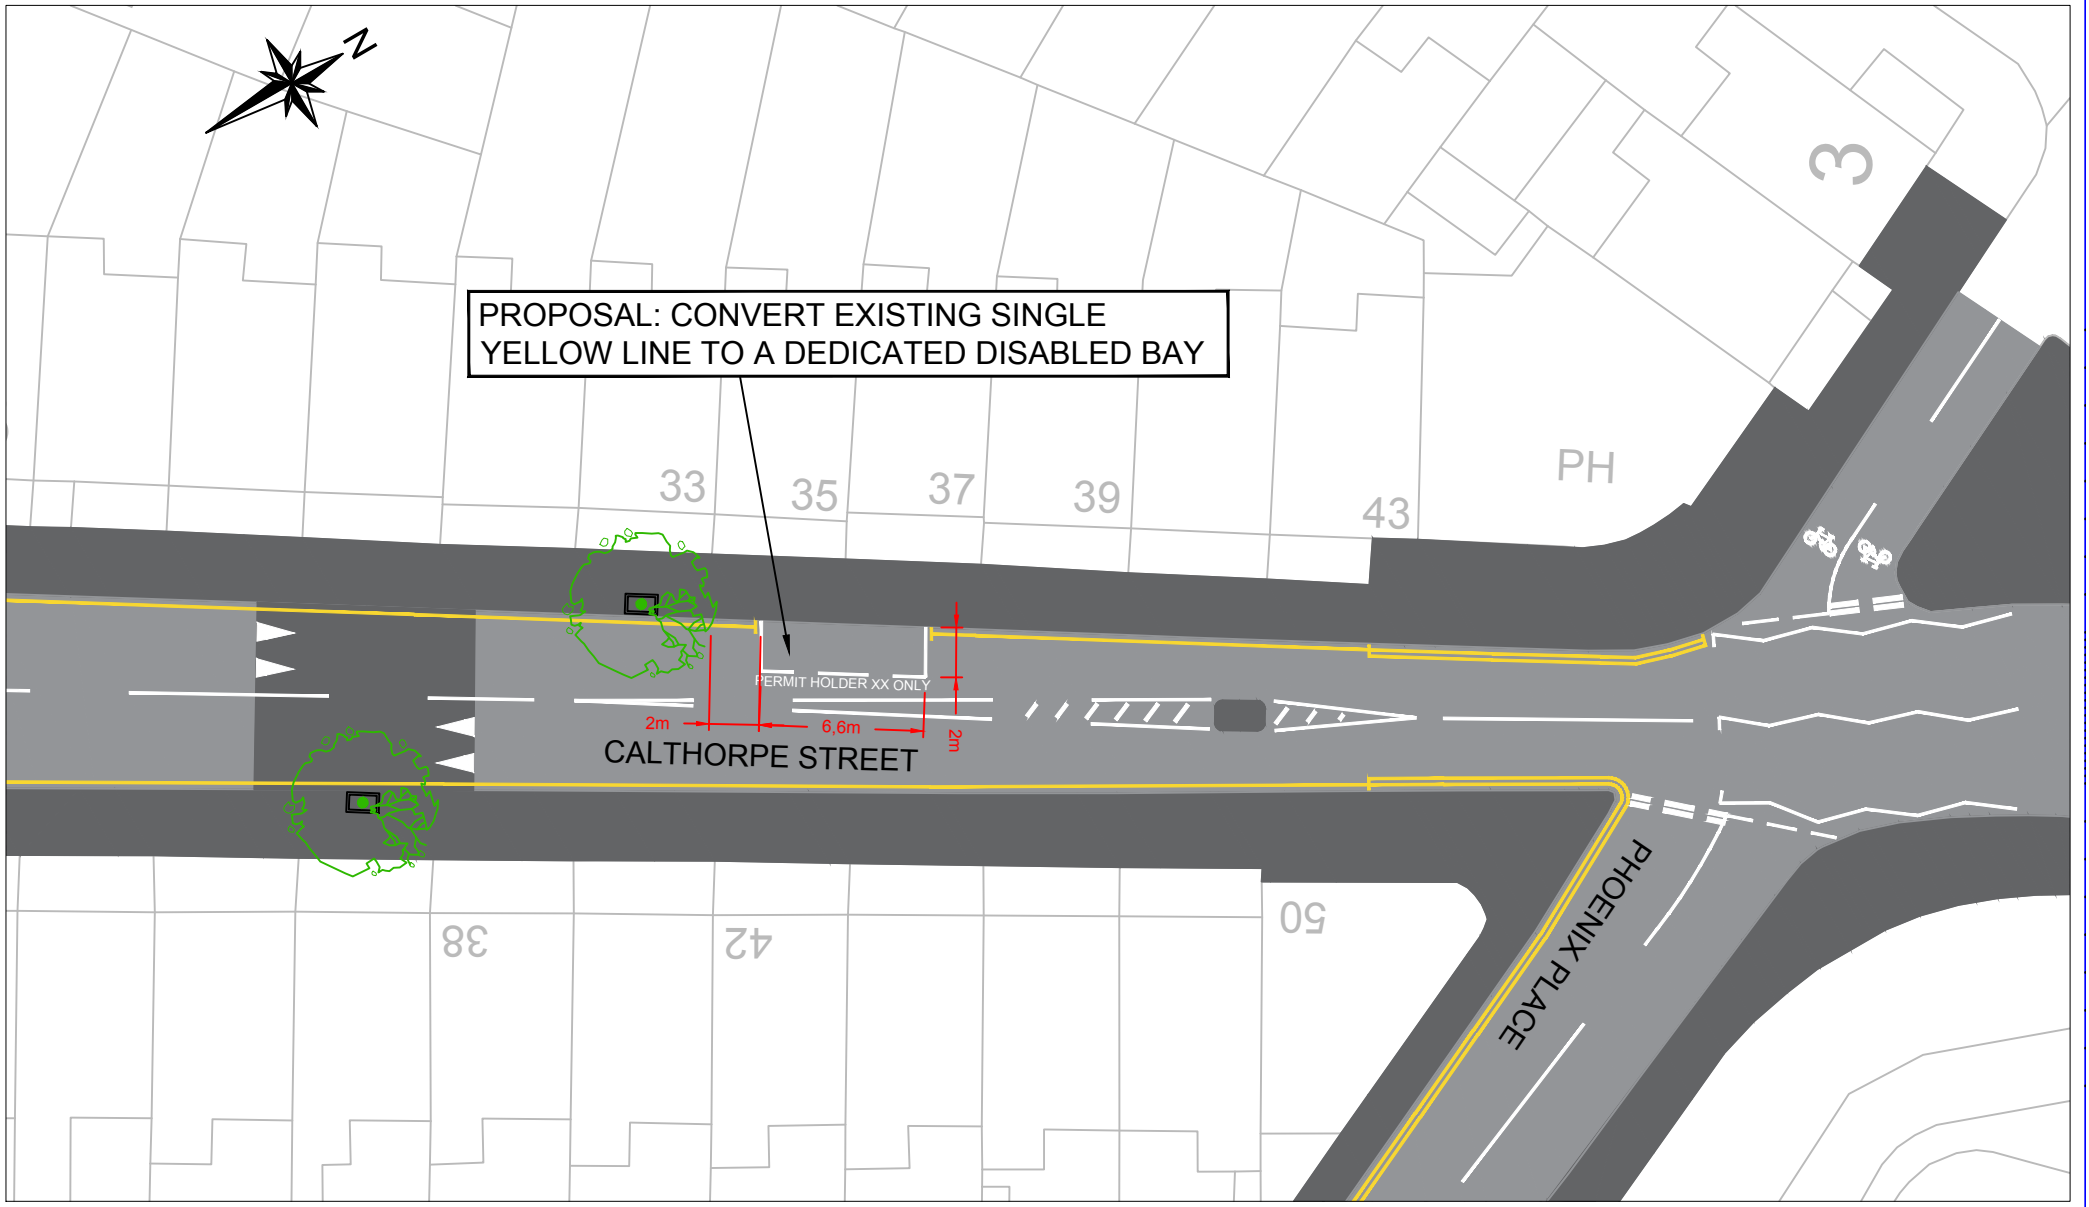 N
3
PROPOSAL: CONVERT EXISTING SINGLE
YELLOW LINE TO A DEDICATED DISABLED BAY
PH
33
35
37
39
43
PERMIT HOLDER XX ONLY
2m
6,6m
2m
CALTHORPE STREET
PHOENIX PLACE
38
42
50